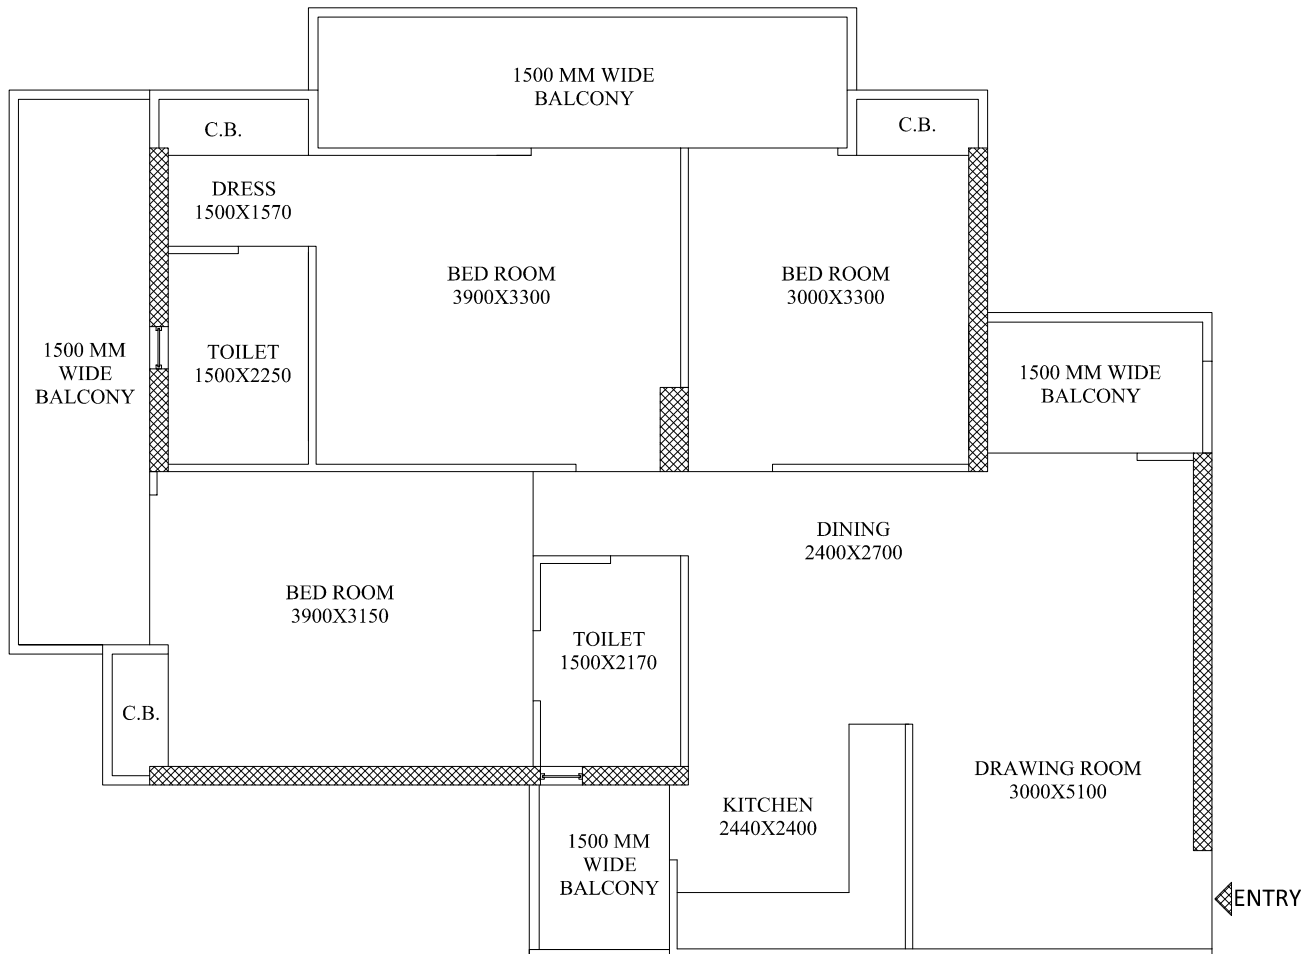 1500 MM WIDE
BALCONY
C.B.
C.B.
DRESS
1500X1570
BED ROOM
3900X3300
BED ROOM
3000X3300
1500 MM
WIDE
BALCONY
TOILET
1500X2250
1500 MM WIDE
BALCONY
DINING
2400X2700
BED ROOM
3900X3150
TOILET
1500X2170
C.B.
DRAWING ROOM
3000X5100
KITCHEN
2440X2400
1500 MM
WIDE
BALCONY
ENTRY